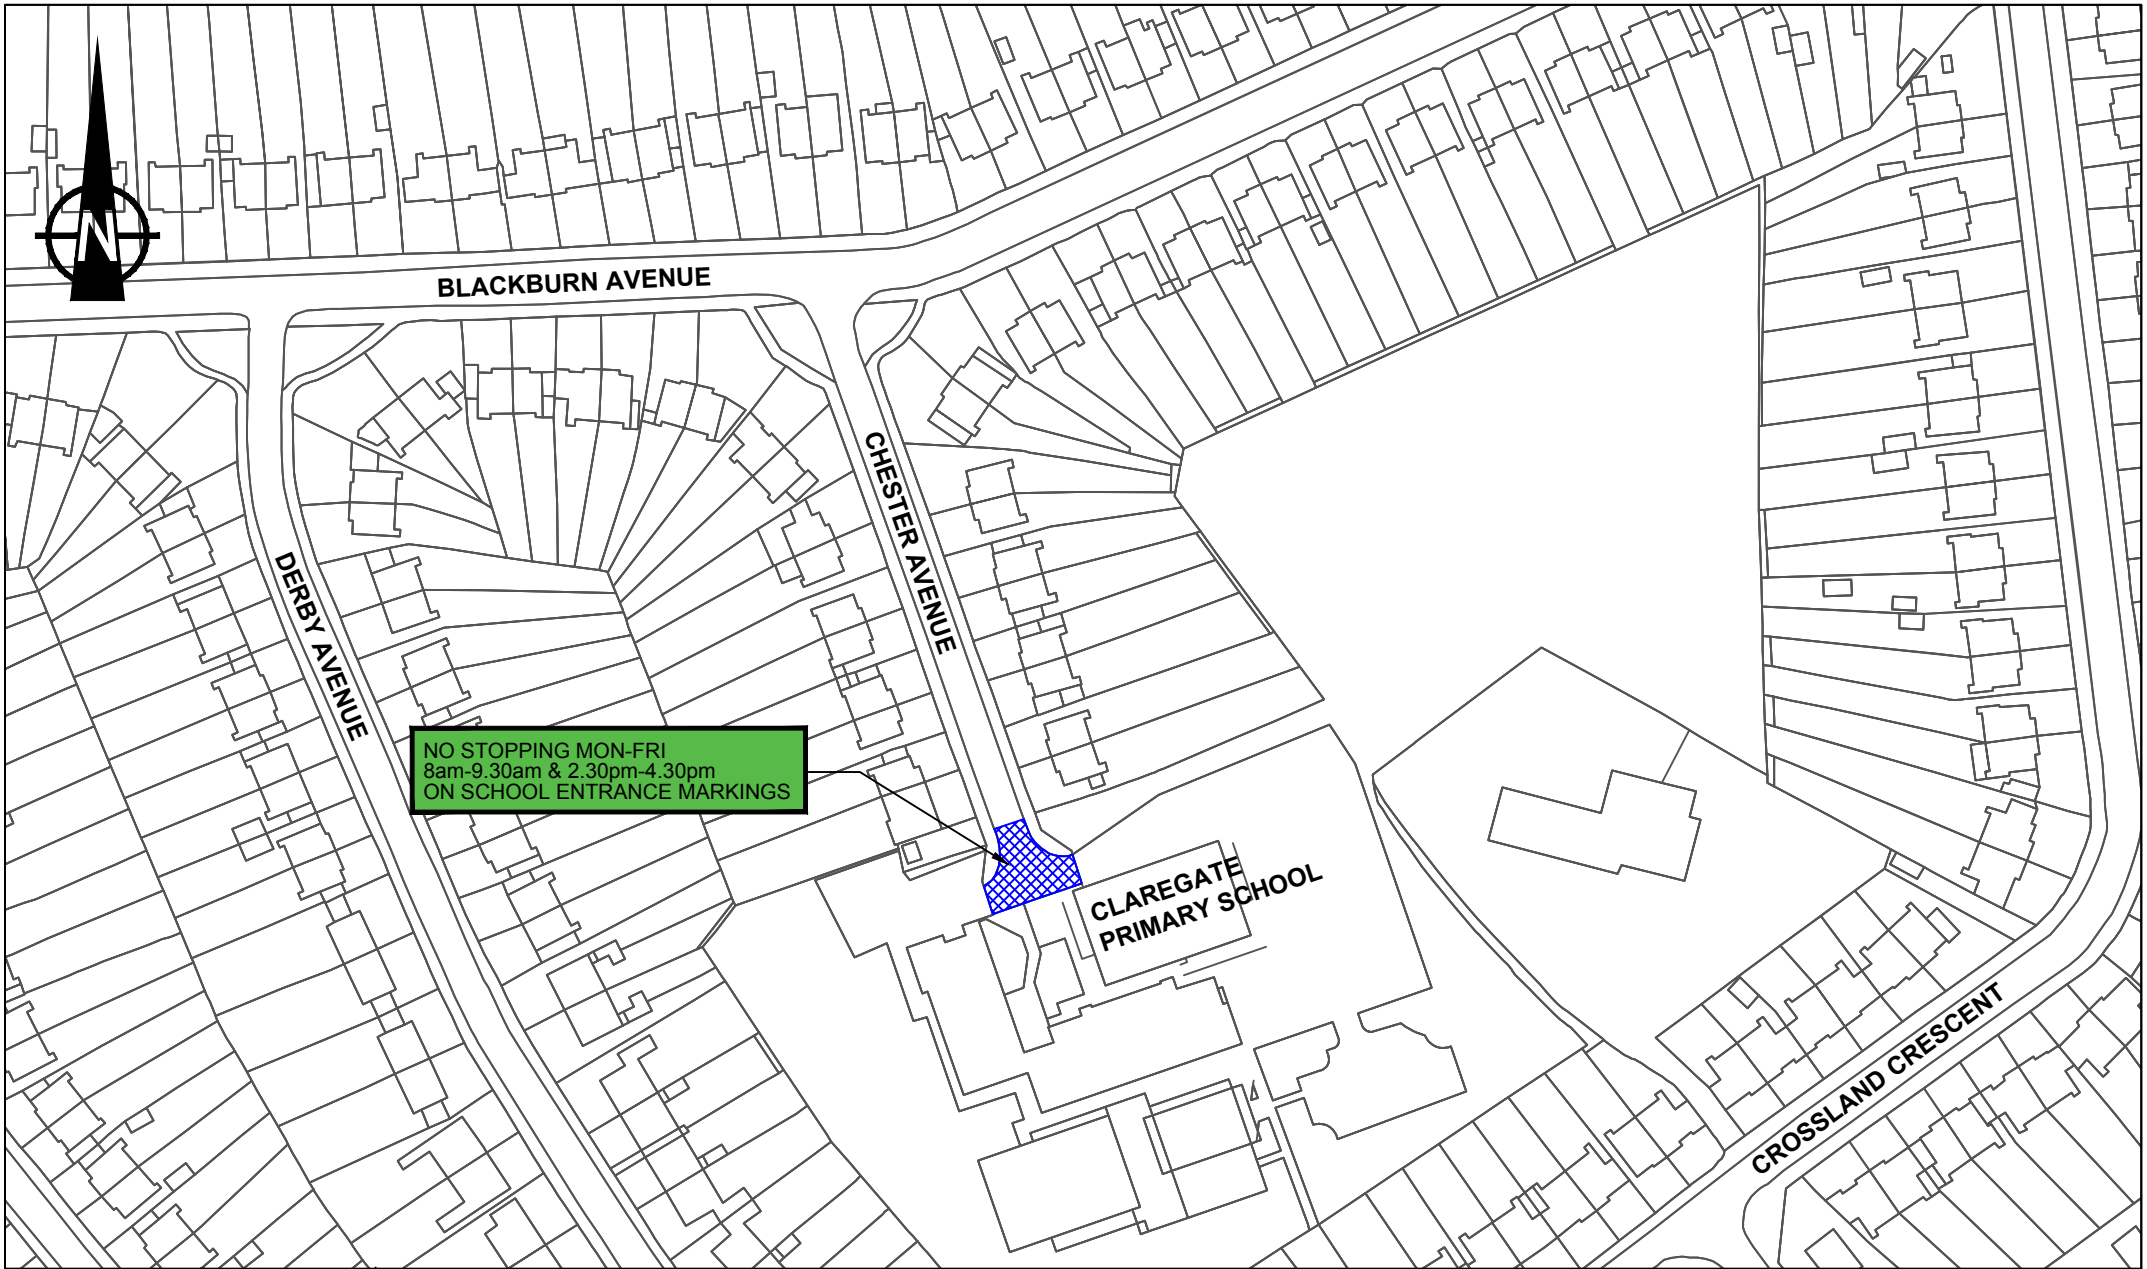 N
BLACKBURN AVENUE
CHESTER AVENUE
DERBY AVENUE
NO STOPPING MON-FRI
8am-9.30am & 2.30pm-4.30pm
ON SCHOOL ENTRANCE MARKINGS
CLAREGATE
PRIMARY SCHOOL
CROSSLAND CRESCENT